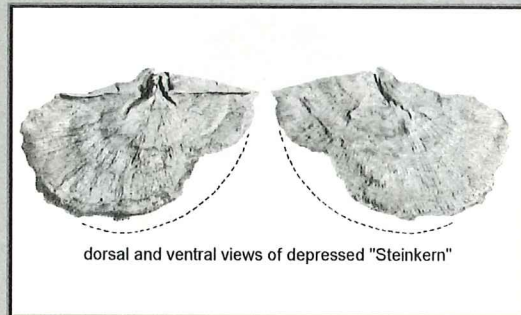 dorsal and ventral views of depressed "Steinkern"